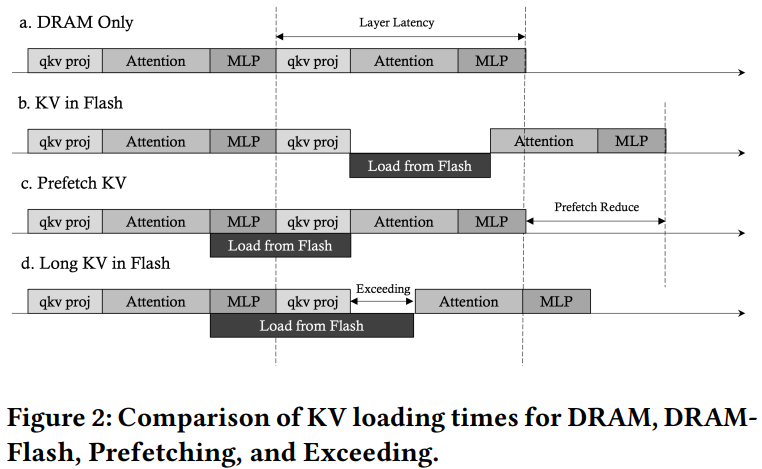 a. DRAM Only
Layer Latency
qkv proj Attention MLP qkv proj Attention MLP
b. KV in Flash
qkv proj Attention MLP qkv proj Attention MLP
Load from Flash
c. Prefetch KV
qkv proj Attention MLP qkv proj Attention MLP
Prefetch Reduce
Load from Flash
d. Long KV in Flash
Exceeding
qkv proj Attention MLP qkv proj Attention MLP
Load from Flash
Figure 2: Comparison of KV loading times for DRAM, DRAM-
Flash, Prefetching, and Exceeding.